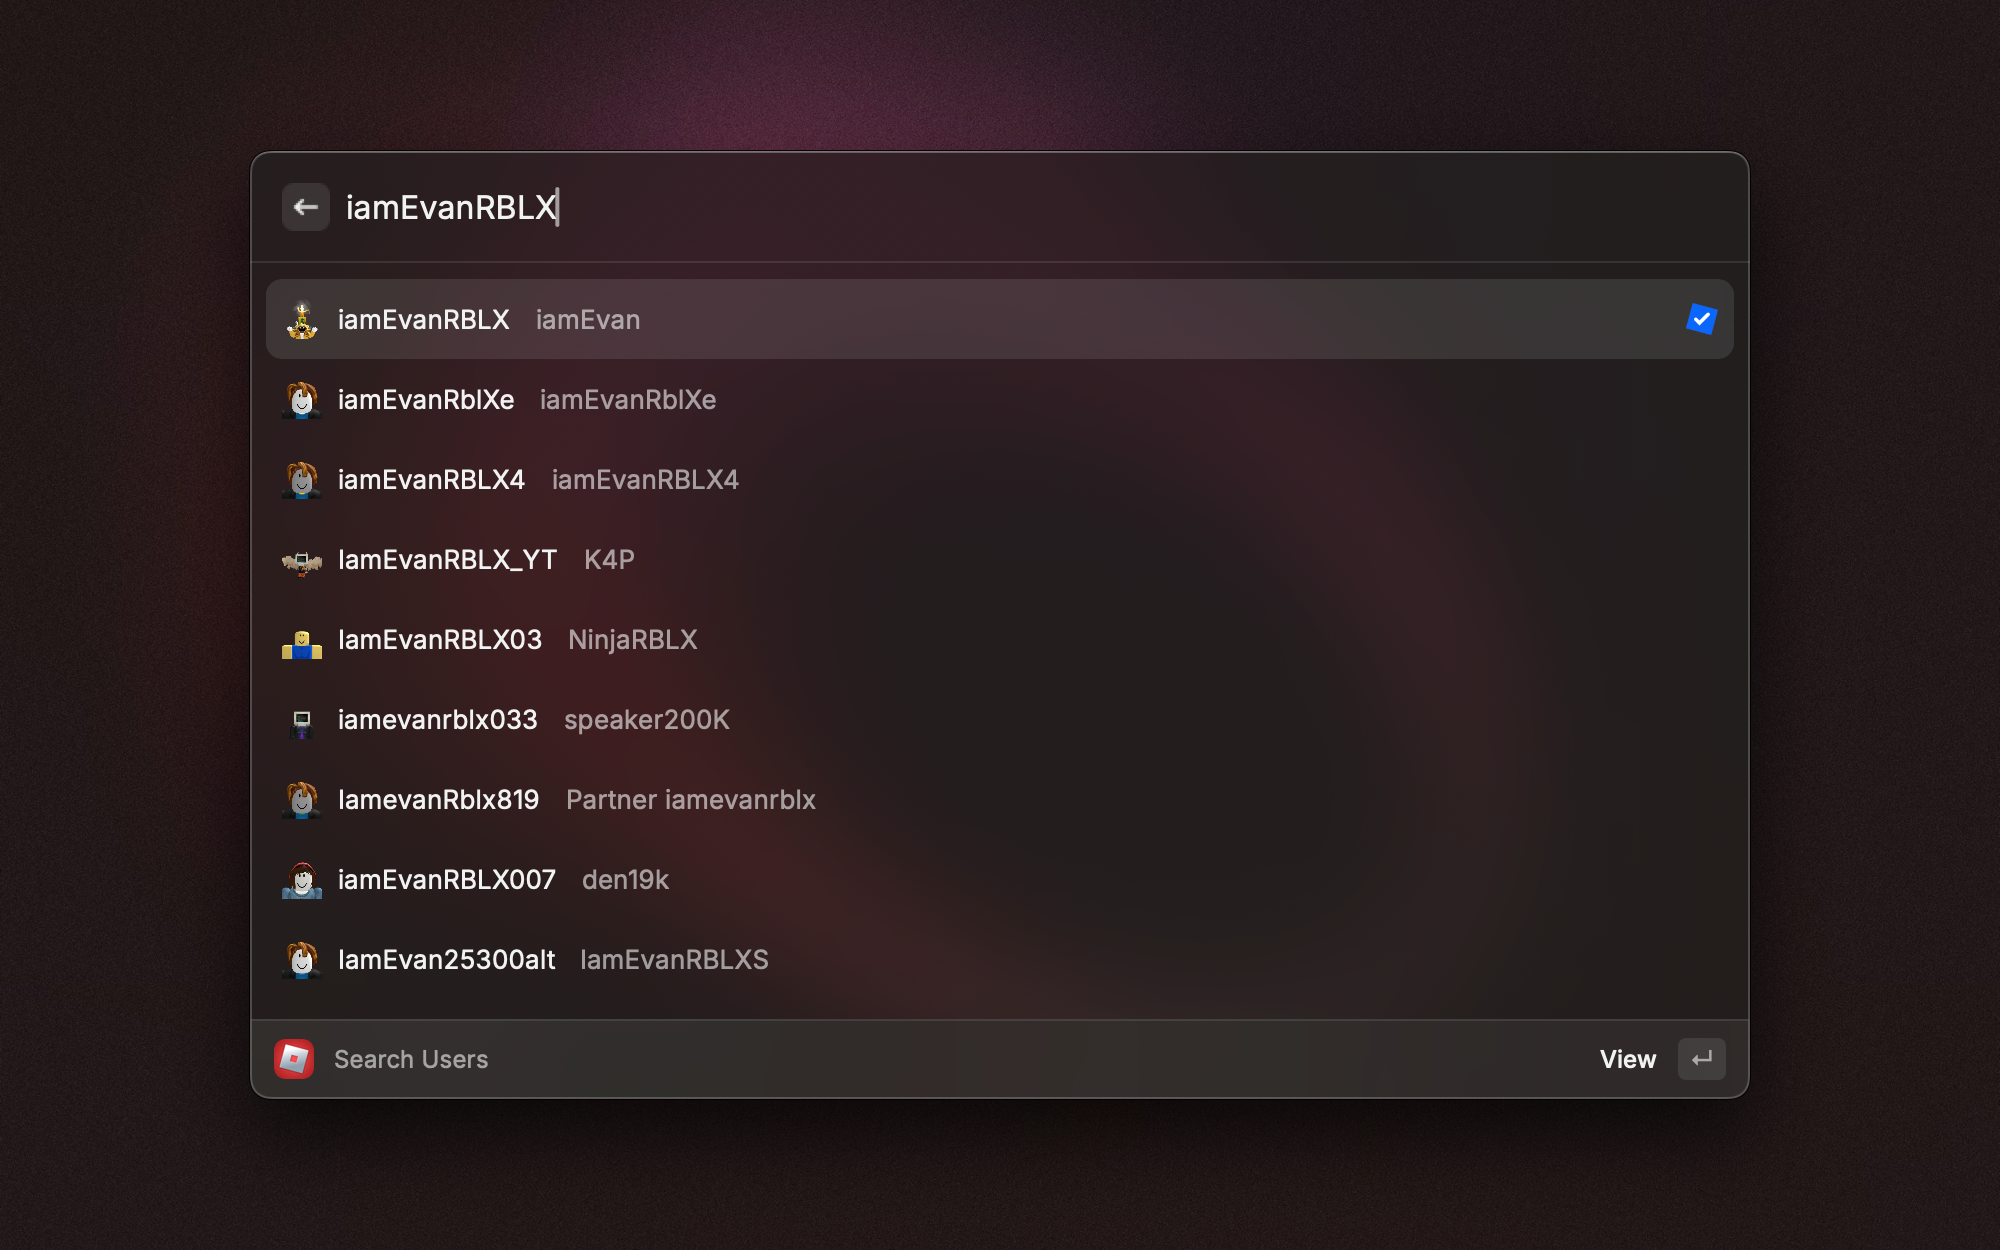 iamEvanRBLX
iamEvanRBLX iamEvan
iamEvanRblXe iamEvanRblXe
iamEvanRBLX4 iamEvanRBLX4
IamEvanRBLX_YT K4P
IamEvanRBLX03 NinjaRBLX
iamevanrblx033 speaker200K
IamevanRblx819 Partner iamevanrblx
iamEvanRBLX007 den19k
IamEvan25300alt IamEvanRBLXS
Search Users View